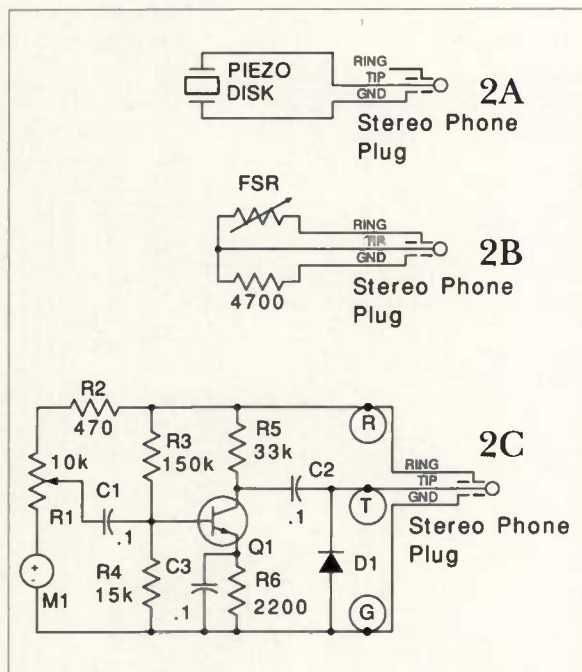 RING
PIEZO
DISK
TIP
GND
2A
Stereo Phone
Plug
FSR
RING
TIP
GND
2B
4700
Stereo Phone
Plug
R2
470
R
R3
150k
R5
33k
2C
RING
TIP
GND
10k
R1
C1
.1
C2
.1
T
Stereo Phone
Plug
Q1
D1
+
-
M1
R4
15k
C3
.1
R6
2200
G